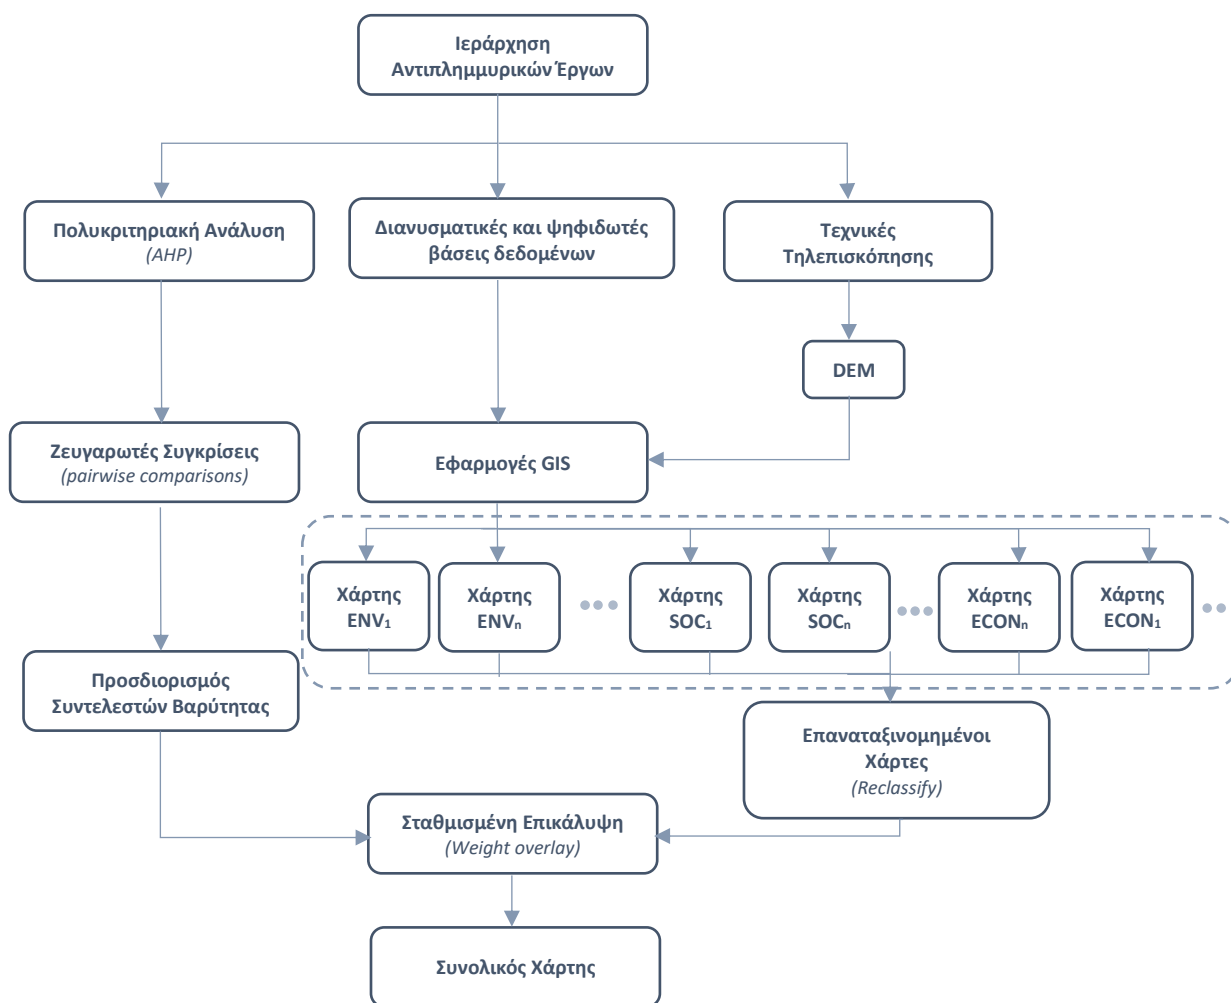 Ιεράρχηση
Αντιπλημμυρικών Έργων
Πολυκριτηριακή Ανάλυση
(AHP)
Διανυσματικές και ψηφιδωτές
βάσεις δεδομένων
Τεχνικές
Τηλεπισκόπησης
DEM
Ζευγαρωτές Συγκρίσεις
(pairwise comparisons)
Εφαρμογές GIS
Χάρτης
ENV₁
Χάρτης
ENVₙ
Χάρτης
SOC₁
Χάρτης
SOCₙ
Χάρτης
ECONₙ
Χάρτης
ECON₁
Προσδιορισμός
Συντελεστών Βαρύτητας
Επαναταξινομημένοι
Χάρτες
(Reclassify)
Σταθμισμένη Επικάλυψη
(Weight overlay)
Συνολικός Χάρτης